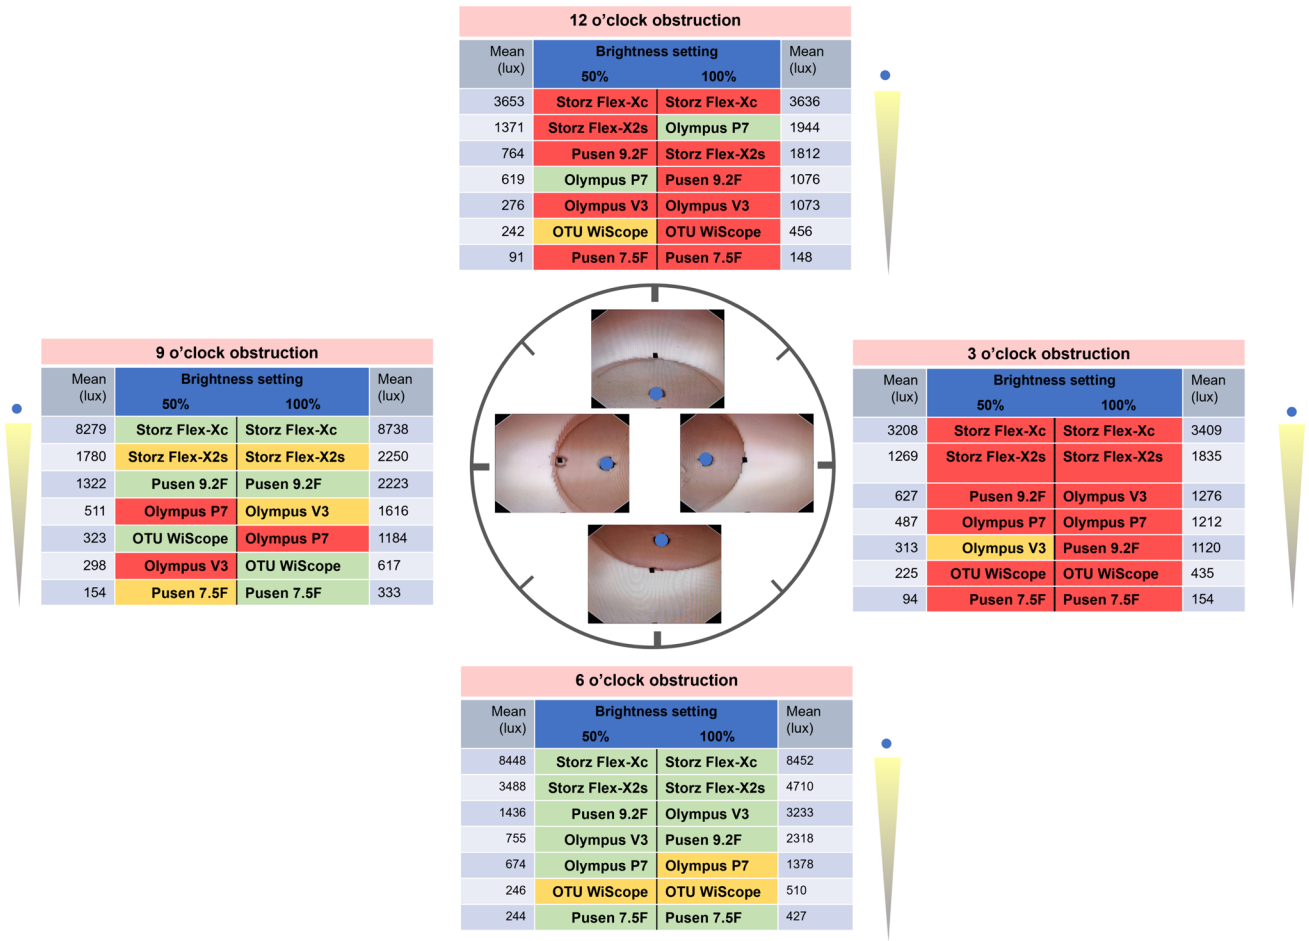 12 o'clock obstruction
Mean Brightness setting Mean
(lux) 50% 100% (lux)
3653 Storz Flex-Xc Storz Flex-Xc 3636
1371 Storz Flex-X2s Olympus P7 1944
764 Pusen 9.2F Storz Flex-X2s 1812
619 Olympus P7 Pusen 9.2F 1076
276 Olympus V3 Olympus V3 1073
242 OTU WiScope OTU WiScope 456
91 Pusen 7.5F Pusen 7.5F 148
9 o'clock obstruction
Mean Brightness setting Mean
(lux) 50% 100% (lux)
8279 Storz Flex-Xc Storz Flex-Xc 8738
1780 Storz Flex-X2s Storz Flex-X2s 2250
1322 Pusen 9.2F Pusen 9.2F 2223
511 Olympus P7 Olympus V3 1616
323 OTU WiScope Olympus P7 1184
298 Olympus V3 OTU WiScope 617
154 Pusen 7.5F Pusen 7.5F 333
3 o'clock obstruction
Mean Brightness setting Mean
(lux) 50% 100% (lux)
3208 Storz Flex-Xc Storz Flex-Xc 3409
1269 Storz Flex-X2s Storz Flex-X2s 1835
627 Pusen 9.2F Olympus V3 1276
487 Olympus P7 Olympus P7 1212
313 Olympus V3 Pusen 9.2F 1120
225 OTU WiScope OTU WiScope 435
94 Pusen 7.5F Pusen 7.5F 154
6 o'clock obstruction
Mean Brightness setting Mean
(lux) 50% 100% (lux)
8448 Storz Flex-Xc Storz Flex-Xc 8452
3488 Storz Flex-X2s Storz Flex-X2s 4710
1436 Pusen 9.2F Olympus V3 3233
755 Olympus V3 Pusen 9.2F 2318
674 Olympus P7 Olympus P7 1378
246 OTU WiScope OTU WiScope 510
244 Pusen 7.5F Pusen 7.5F 427